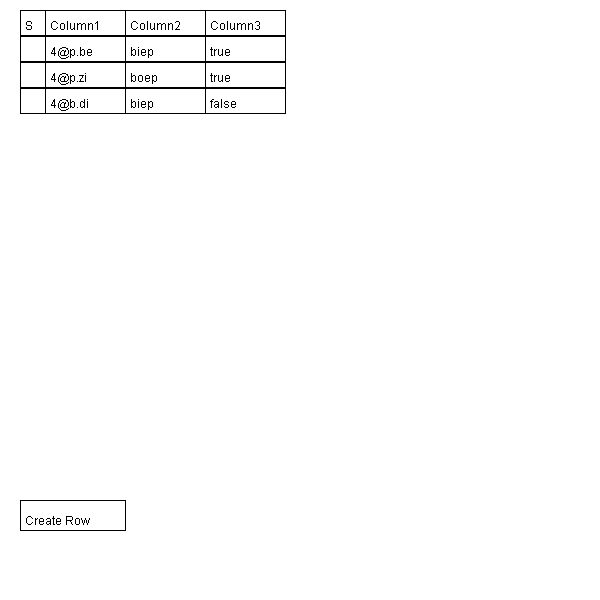 S Column1 Column2 Column3
4@p.be biep true
4@p.zi boep true
4@b.di biep false
Create Row